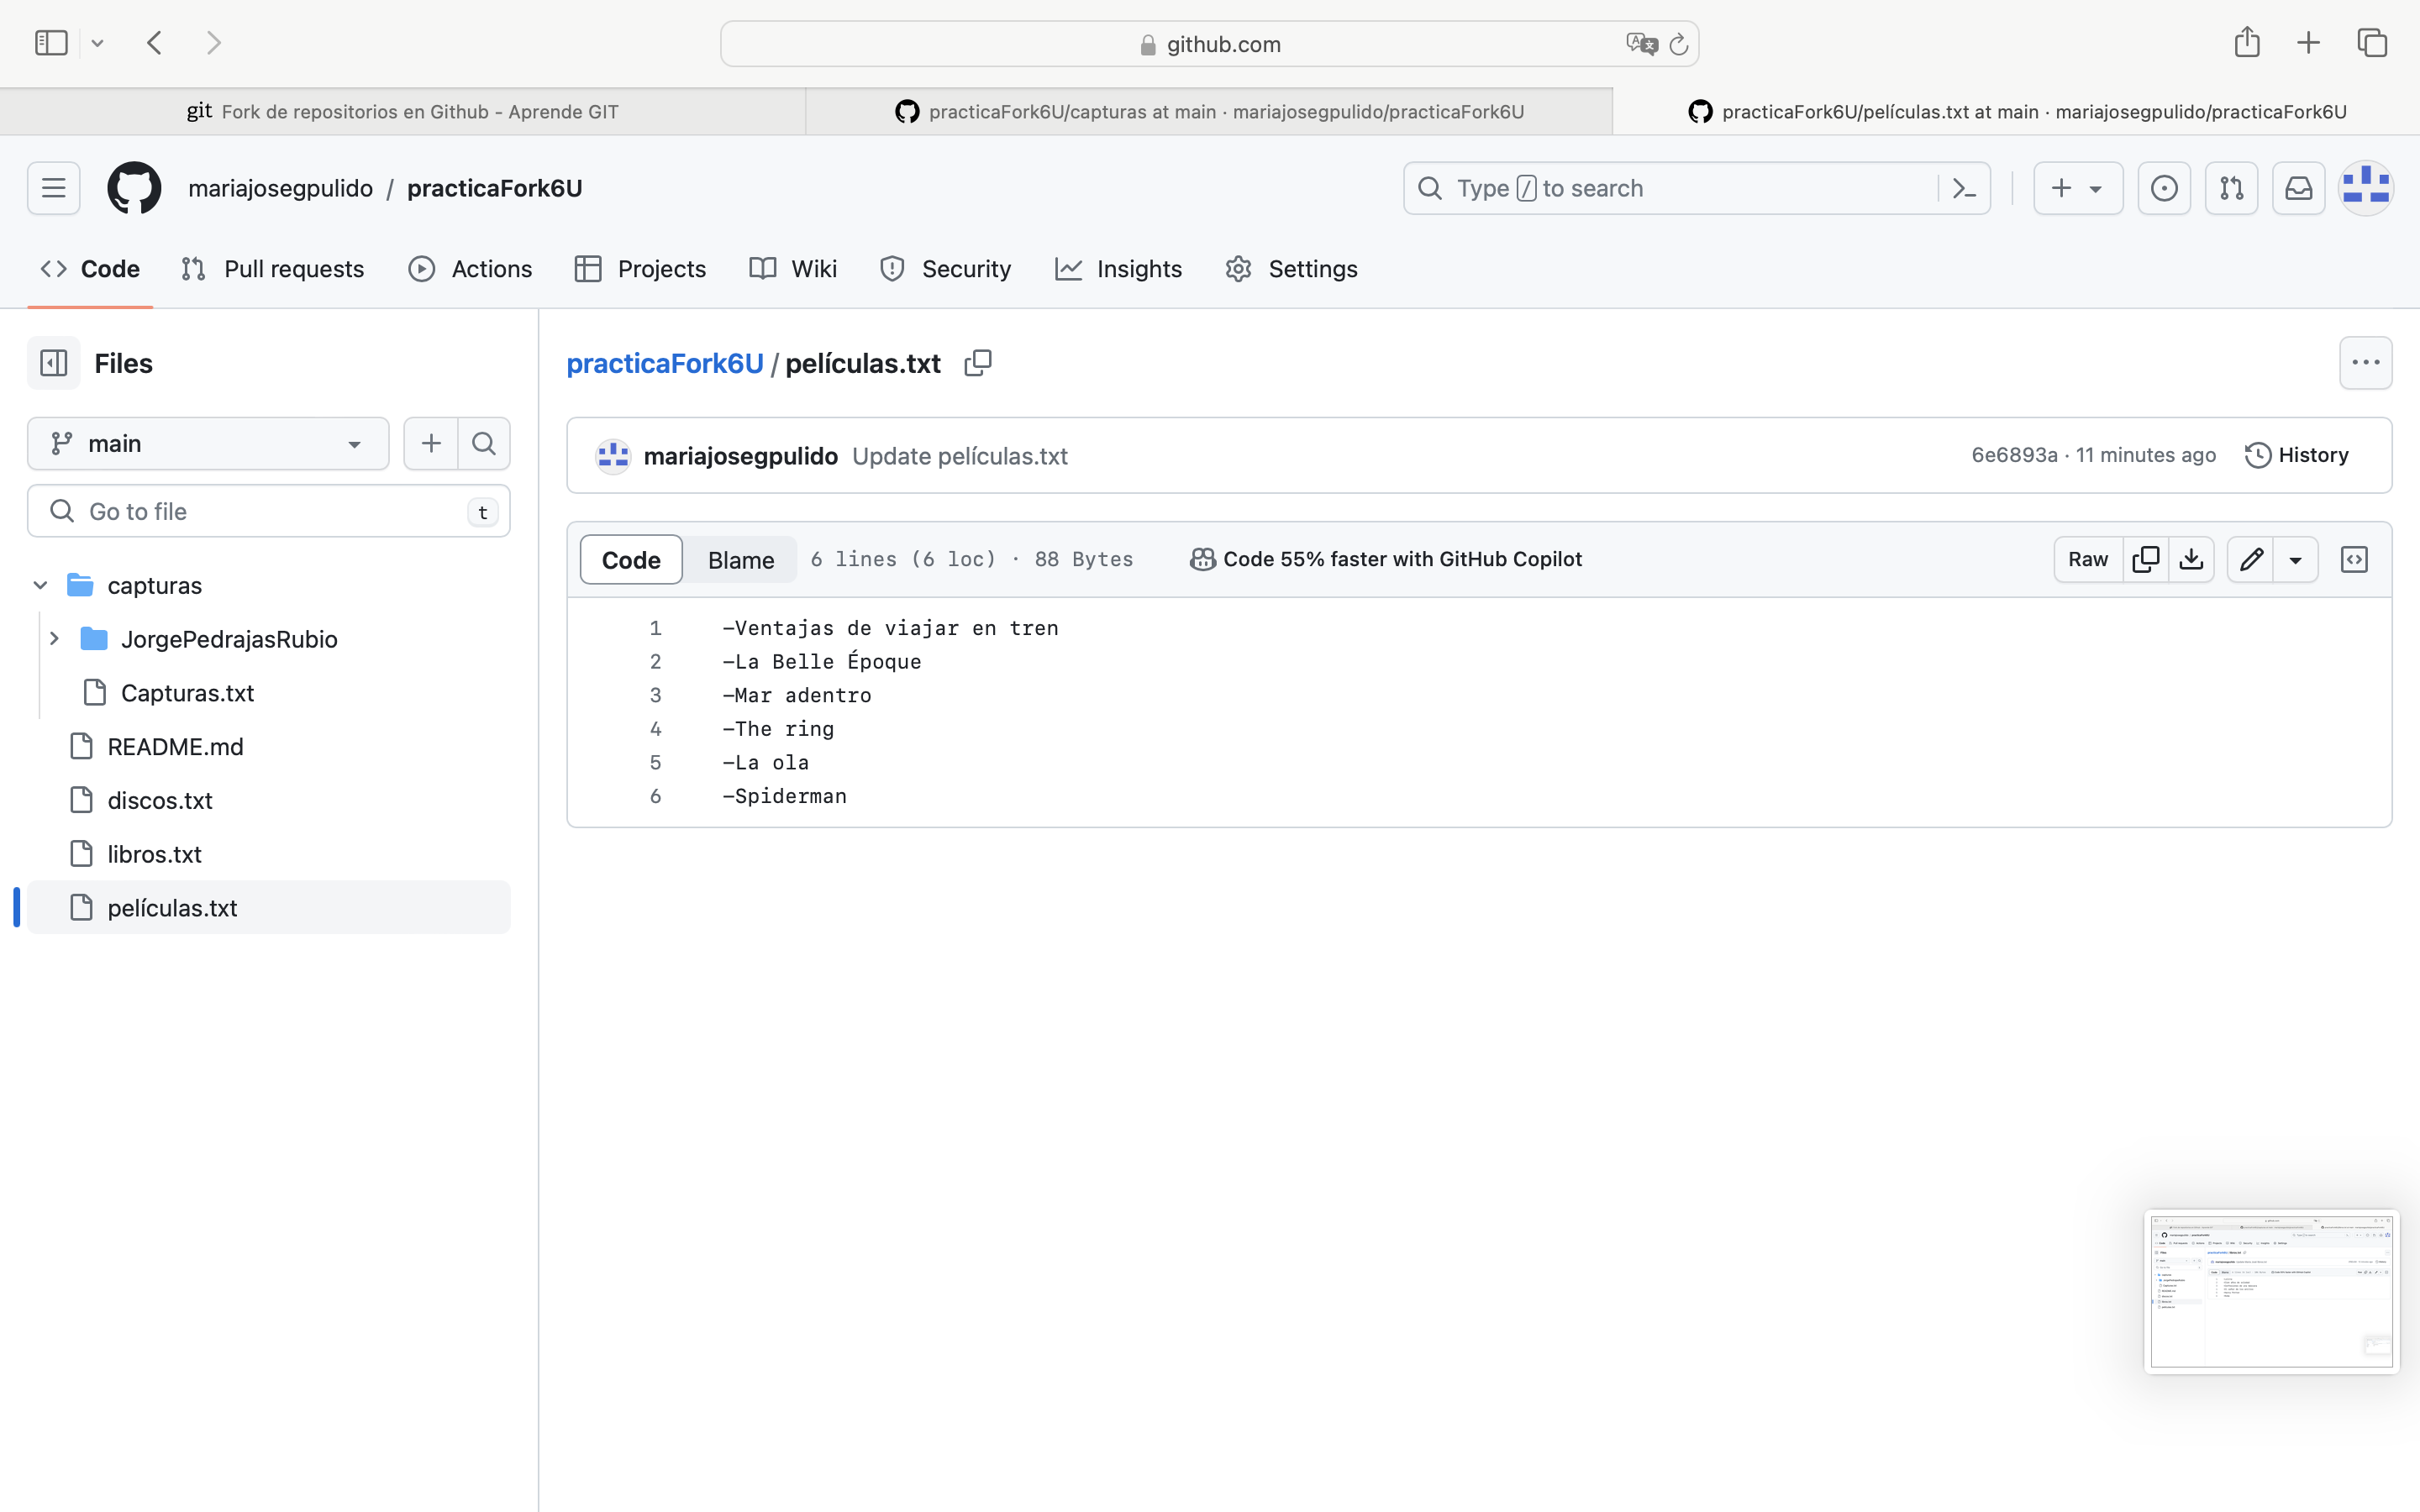 github.com
git Fork de repositorios en Github - Aprende GIT
practicaFork6U/capturas at main · mariajosegpulido/practicaFork6U
practicaFork6U/películas.txt at main · mariajosegpulido/practicaFork6U
mariajosegpulido / practicaFork6U
Type / to search
Code
Pull requests
Actions
Projects
Wiki
Security
Insights
Settings
Files
main
Go to file
t
capturas
JorgePedrajasRubio
Capturas.txt
README.md
discos.txt
libros.txt
películas.txt
practicaFork6U / películas.txt
mariajosegpulido Update películas.txt
6e6893a · 11 minutes ago
History
Code
Blame
6 lines (6 loc) · 88 Bytes
Code 55% faster with GitHub Copilot
Raw
1 -Ventajas de viajar en tren
2 -La Belle Époque
3 -Mar adentro
4 -The ring
5 -La ola
6 -Spiderman